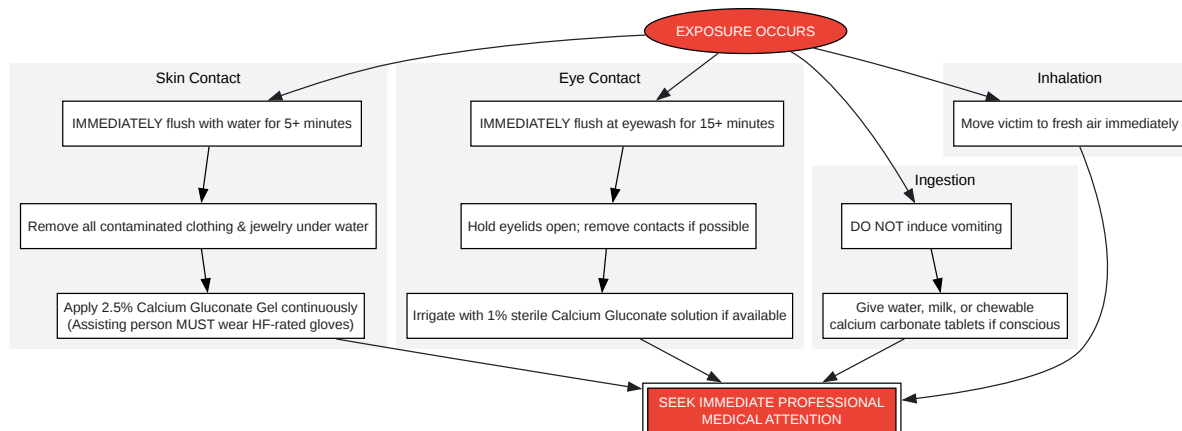 EXPOSURE OCCURS
Skin Contact
IMMEDIATELY flush with water for 5+ minutes
Remove all contaminated clothing & jewelry under water
Apply 2.5% Calcium Gluconate Gel continuously
(Assisting person MUST wear HF-rated gloves)
Eye Contact
IMMEDIATELY flush at eyewash for 15+ minutes
Hold eyelids open; remove contacts if possible
Irrigate with 1% sterile Calcium Gluconate solution if available
Ingestion
DO NOT induce vomiting
Give water, milk, or chewable
calcium carbonate tablets if conscious
Inhalation
Move victim to fresh air immediately
SEEK IMMEDIATE PROFESSIONAL
MEDICAL ATTENTION